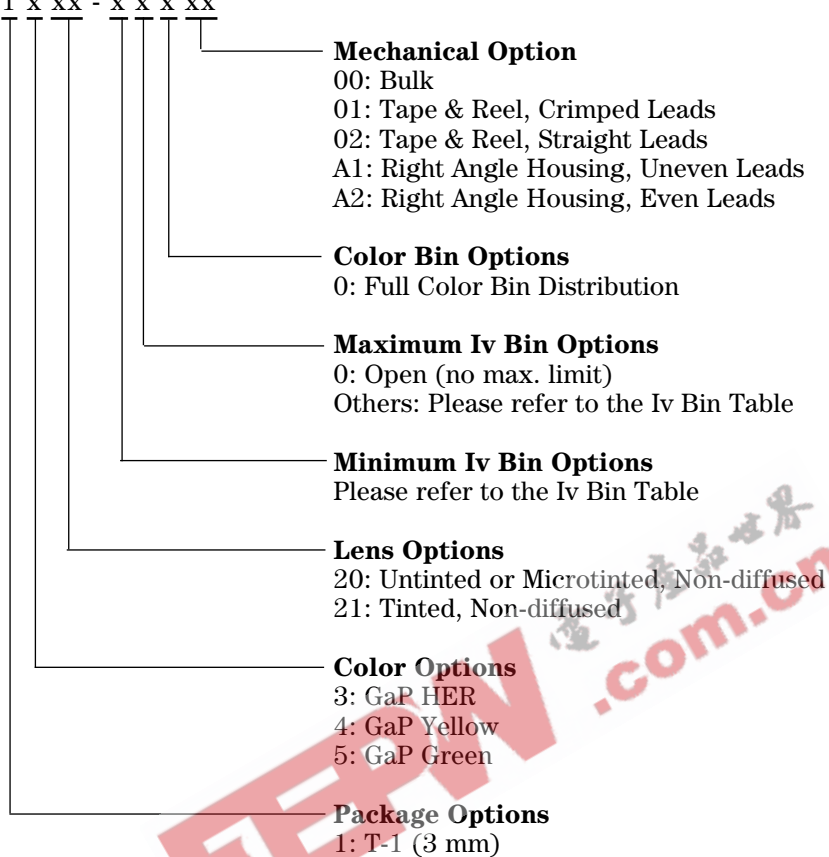 1 x xx - x x x xx
Mechanical Option
00: Bulk
01: Tape & Reel, Crimped Leads
02: Tape & Reel, Straight Leads
A1: Right Angle Housing, Uneven Leads
A2: Right Angle Housing, Even Leads
Color Bin Options
0: Full Color Bin Distribution
Maximum Iv Bin Options
0: Open (no max. limit)
Others: Please refer to the Iv Bin Table
Minimum Iv Bin Options
Please refer to the Iv Bin Table
Lens Options
20: Untinted or Microtinted, Non-diffused
21: Tinted, Non-diffused
Color Options
3: GaP HER
4: GaP Yellow
5: GaP Green
Package Options
1: T-1 (3 mm)
.com.cn